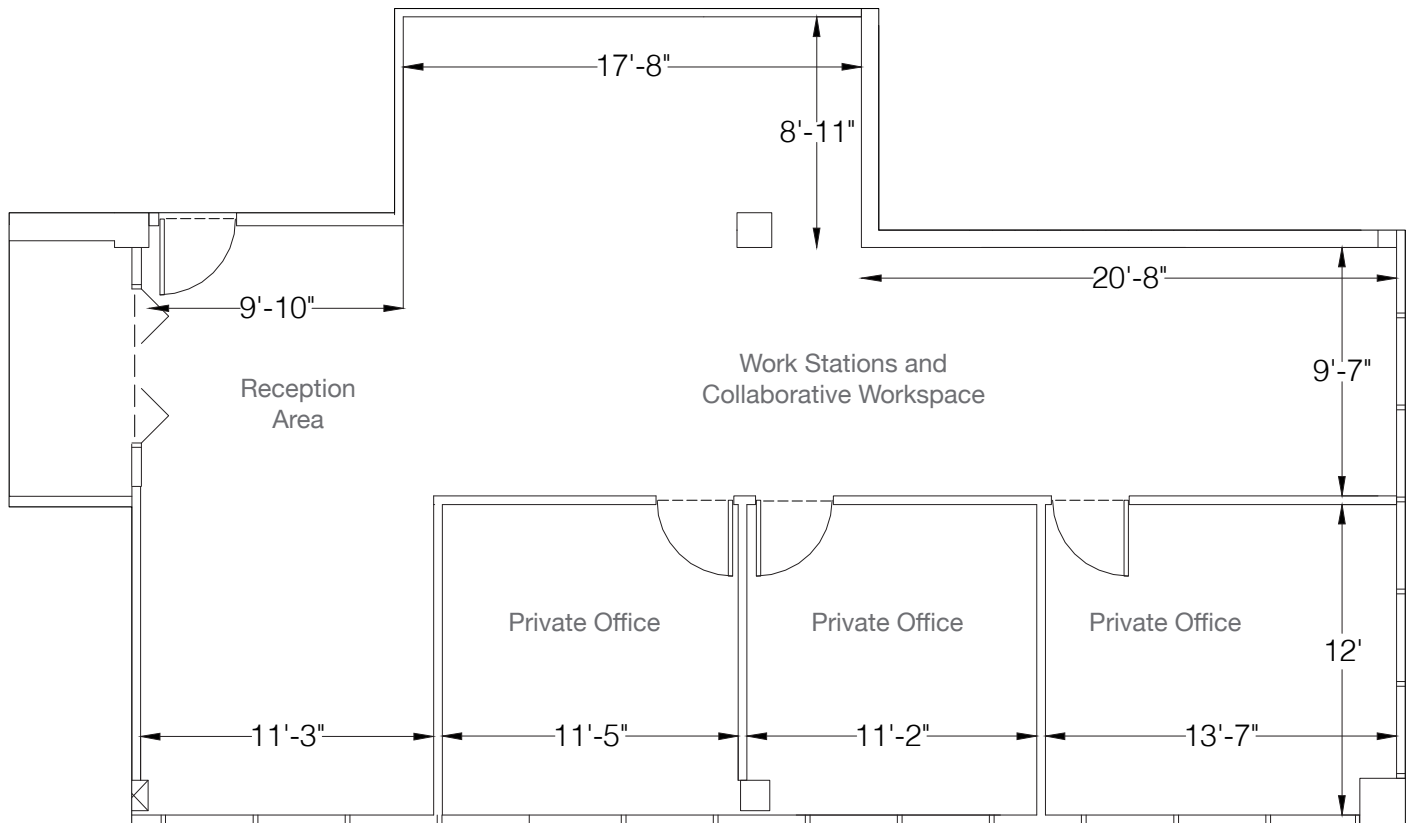 17'-8"
8'-11"
20'-8"
9'-10"
Work Stations and
Collaborative Workspace
9'-7"
Reception
Area
Private Office
Private Office
Private Office
12'
11'-3"
11'-5"
11'-2"
13'-7"